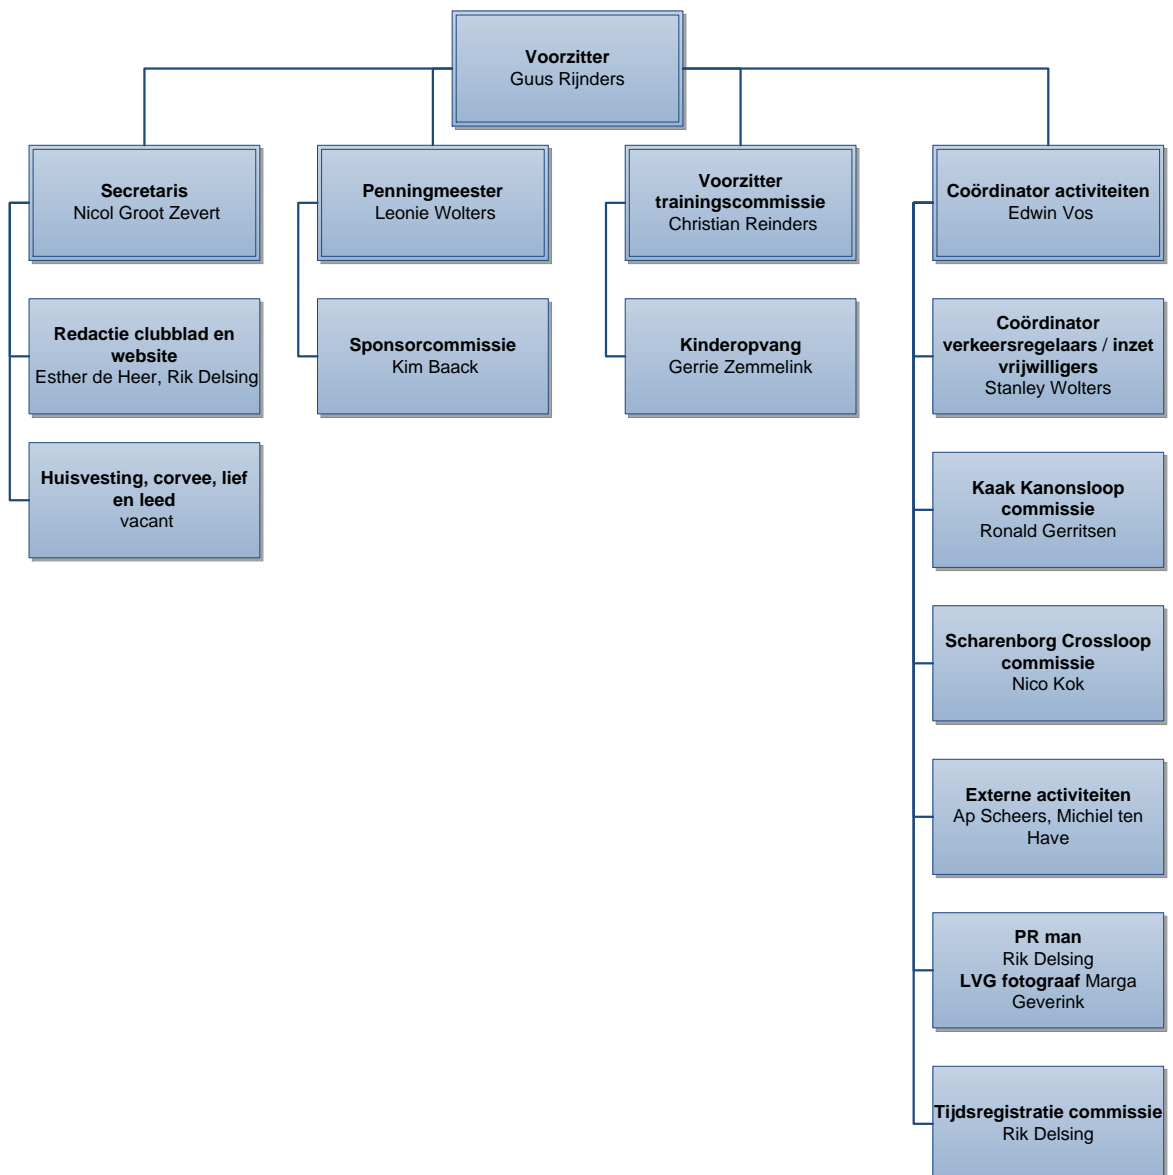 Voorzitter
Guus Rijnders
Secretaris
Nicol Groot Zevert
Penningmeester
Leonie Wolters
Voorzitter
trainingscommissie
Christian Reinders
Coördinator activiteiten
Edwin Vos
Redactie clubblad en
website
Esther de Heer, Rik Delsing
Sponsorcommissie
Kim Baack
Kinderopvang
Gerrie Zemmelink
Coördinator
verkeersregelaars / inzet
vrijwilligers
Stanley Wolters
Huisvesting, corvee, lief
en leed
vacant
Kaak Kanonsloop
commissie
Ronald Gerritsen
Scharenborg Crossloop
commissie
Nico Kok
Externe activiteiten
Ap Scheers, Michiel ten
Have
PR man
Rik Delsing
LVG fotograaf Marga
Geverink
Tijdsregistratie commissie
Rik Delsing